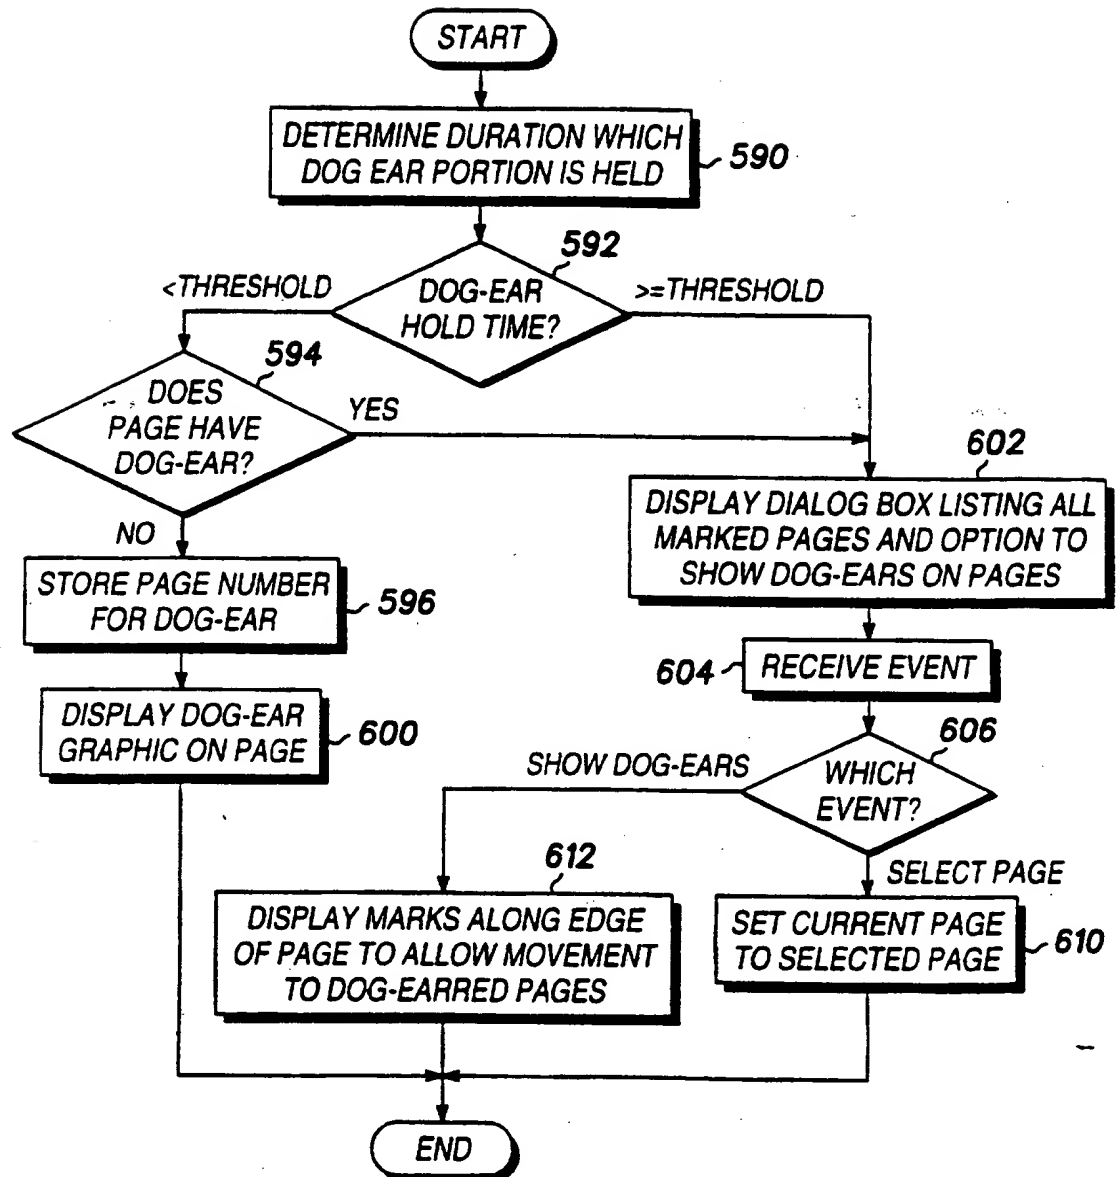 START
DETERMINE DURATION WHICH
DOG EAR PORTION IS HELD
590
592
<THRESHOLD
DOG-EAR
HOLD TIME?
>=THRESHOLD
594
DOES
PAGE HAVE
DOG-EAR?
YES
NO
602
DISPLAY DIALOG BOX LISTING ALL
MARKED PAGES AND OPTION TO
SHOW DOG-EARS ON PAGES
STORE PAGE NUMBER
FOR DOG-EAR
596
604
RECEIVE EVENT
DISPLAY DOG-EAR
GRAPHIC ON PAGE
600
606
SHOW DOG-EARS
WHICH
EVENT?
SELECT PAGE
612
DISPLAY MARKS ALONG EDGE
OF PAGE TO ALLOW MOVEMENT
TO DOG-EARRED PAGES
SET CURRENT PAGE
TO SELECTED PAGE
610
END